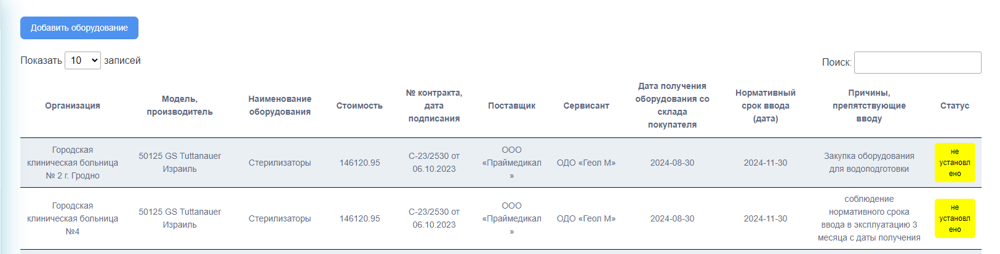 Добавить оборудование
Показать 10 записей
Поиск:
Организация
Модель,
производитель
Наименование
оборудования
Стоимость
№ контракта,
дата
подписания
Поставщик
Сервисант
Дата получения
оборудования со
склада
покупателя
Нормативный
срок ввода
(дата)
Причины,
препятствующие
вводу
Статус
Городская
клиническая больница
№ 2 г. Гродно
50125 GS Tuttanauer
Израиль
Стерилизаторы
146120.95
С-23/2530 от
06.10.2023
ООО
«Праймедикал
»
ОДО «Геол М»
2024-08-30
2024-11-30
Закупка оборудования
для водоподготовки
не
установл
ено
Городская
клиническая больница
№4
50125 GS Tuttanauer
Израиль
Стерилизаторы
146120.95
С-23/2530 от
06.10.2023
ООО
«Праймедикал
»
ОДО «Геол М»
2024-08-30
2024-11-30
соблюдение
нормативного срока
ввода в эксплуатацию 3
месяца с даты получения
не
установл
ено